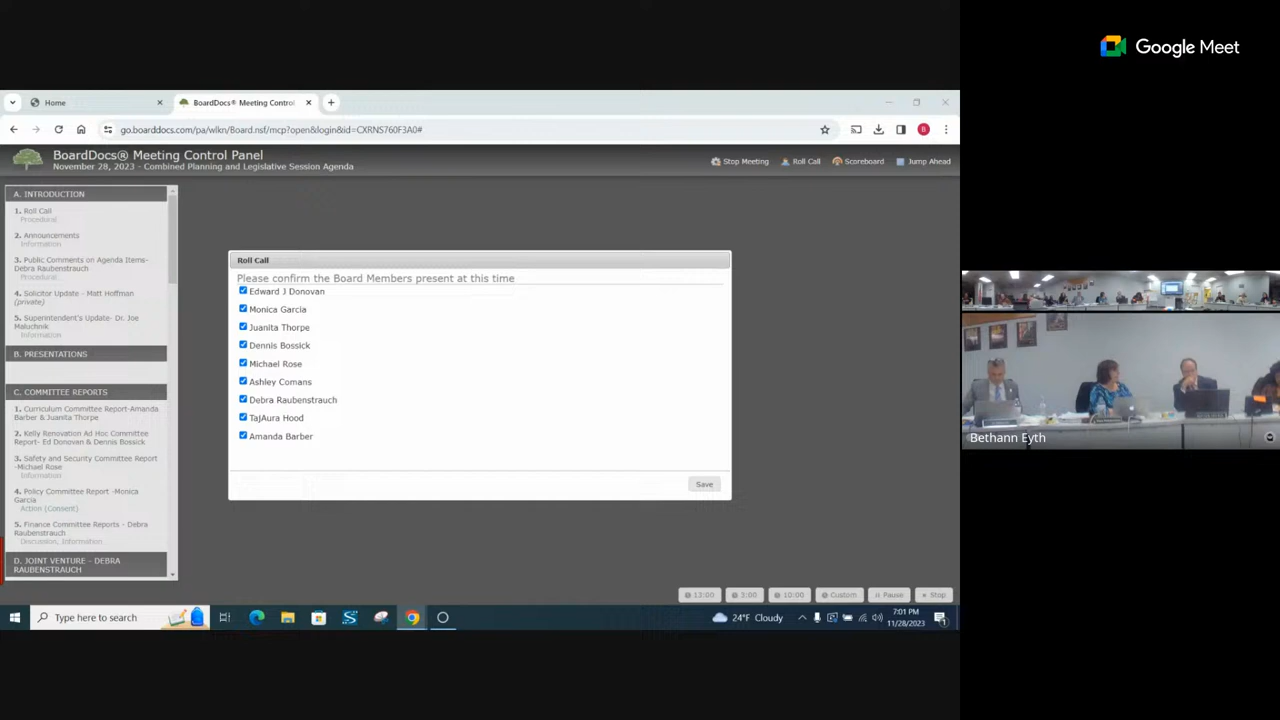 Google Meet
Home
BoardDocs® Meeting Control
go.boarddocs.com/pa/wlkn/Board.nsf/mcp?open&login&id=CXRNS760F3A0#
B
BoardDocs® Meeting Control Panel
November 28, 2023 - Combined Planning and Legislative Session Agenda
Stop Meeting
Roll Call
Scoreboard
Jump Ahead
A. INTRODUCTION
1. Roll Call
Procedural
2. Announcements
Information
3. Public Comments on Agenda Items-
Debra Raubenstrauch
Procedural
4. Solicitor Update - Matt Hoffman
(private)
5. Superintendent's Update- Dr. Joe
Maluchnik
Information
B. PRESENTATIONS
C. COMMITTEE REPORTS
1. Curriculum Committee Report-Amanda
Barber & Juanita Thorpe
2. Kelly Renovation Ad Hoc Committee
Report- Ed Donovan & Dennis Bossick
3. Safety and Security Committee Report
-Michael Rose
Information
4. Policy Committee Report -Monica
Garcia
Action (Consent)
5. Finance Committee Reports - Debra
Raubenstrauch
Discussion, Information
D. JOINT VENTURE - DEBRA
RAUBENSTRAUCH
Roll Call
Please confirm the Board Members present at this time
Edward J Donovan
Monica Garcia
Juanita Thorpe
Dennis Bossick
Michael Rose
Ashley Comans
Debra Raubenstrauch
TajAura Hood
Amanda Barber
Save
Bethann Eyth
3:00
10:00
Custom
Pause
Stop
Type here to search
24°F Cloudy
7:01 PM
11/28/2023